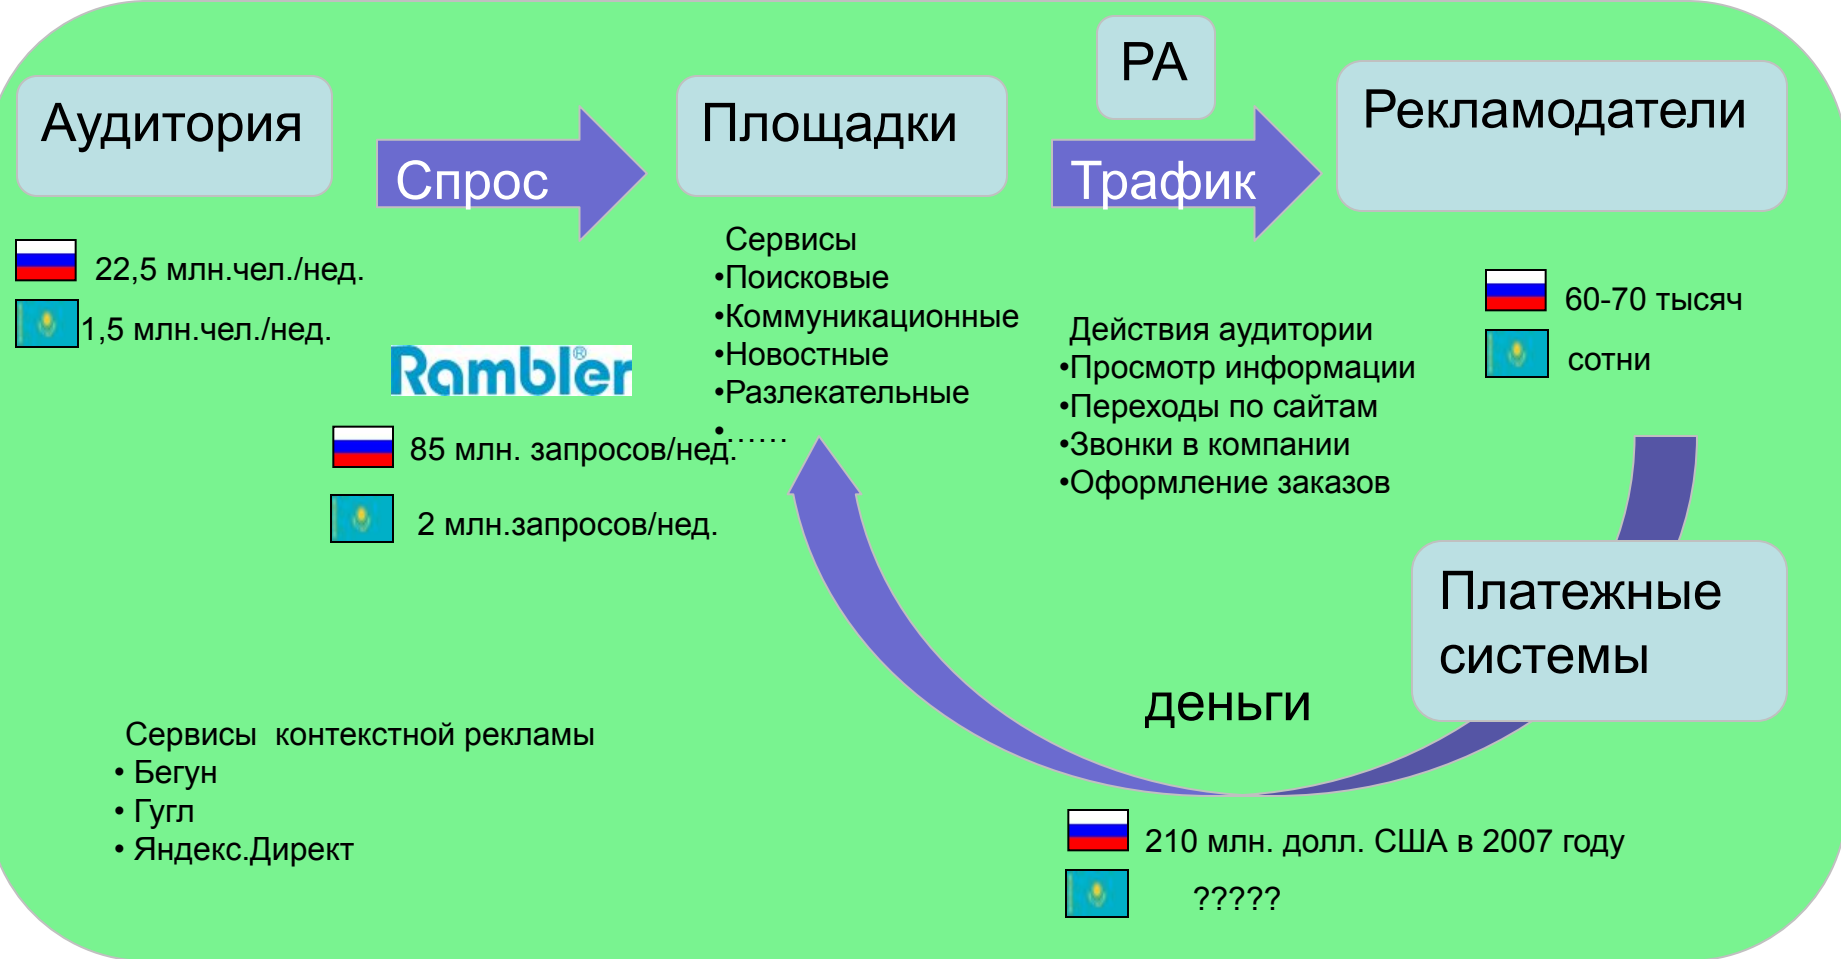 Аудитория
Спрос
Площадки
РА
Трафик
Рекламодатели
22,5 млн.чел./нед.
1,5 млн.чел./нед.
Rambler®
85 млн. запросов/нед.
2 млн.запросов/нед.
Сервисы
•Поисковые
•Коммуникационные
•Новостные
•Разлекательные
•……
Действия аудитории
•Просмотр информации
•Переходы по сайтам
•Звонки в компании
•Оформление заказов
60-70 тысяч
сотни
Платежные
системы
деньги
Сервисы контекстной рекламы
• Бегун
• Гугл
• Яндекс.Директ
210 млн. долл. США в 2007 году
?????